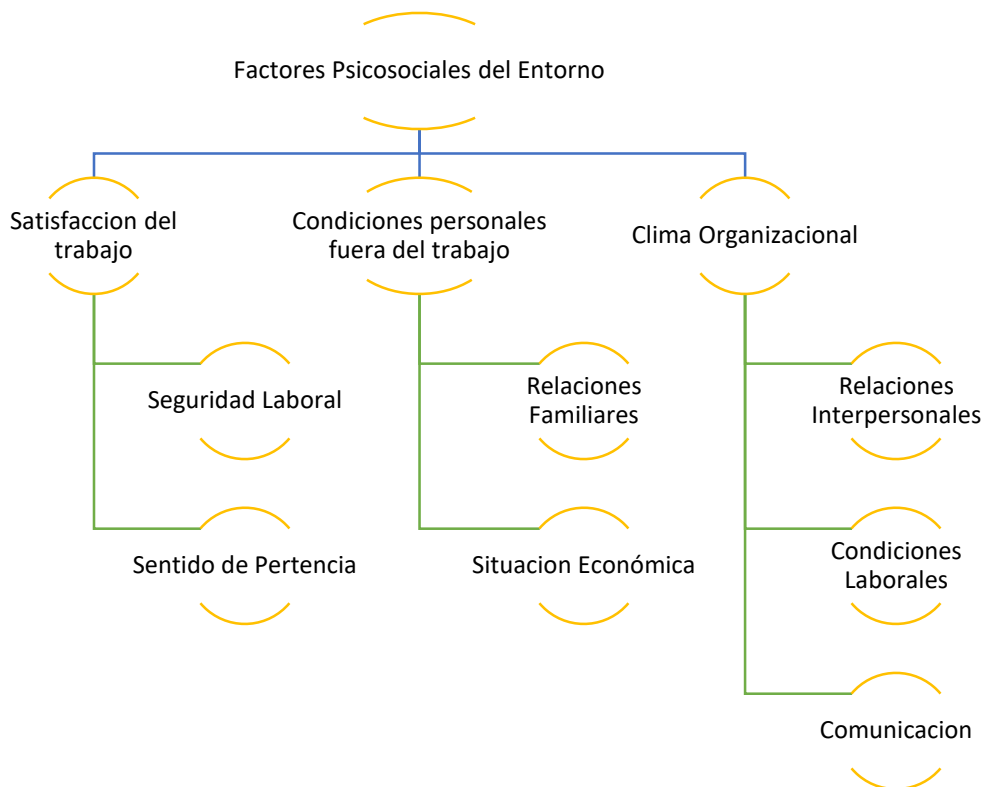 Factores Psicosociales del Entorno
Satisfaccion del
trabajo
Condiciones personales
fuera del trabajo
Clima Organizacional
Seguridad Laboral
Relaciones
Familiares
Relaciones
Interpersonales
Sentido de Pertencia
Situacion Económica
Condiciones
Laborales
Comunicacion